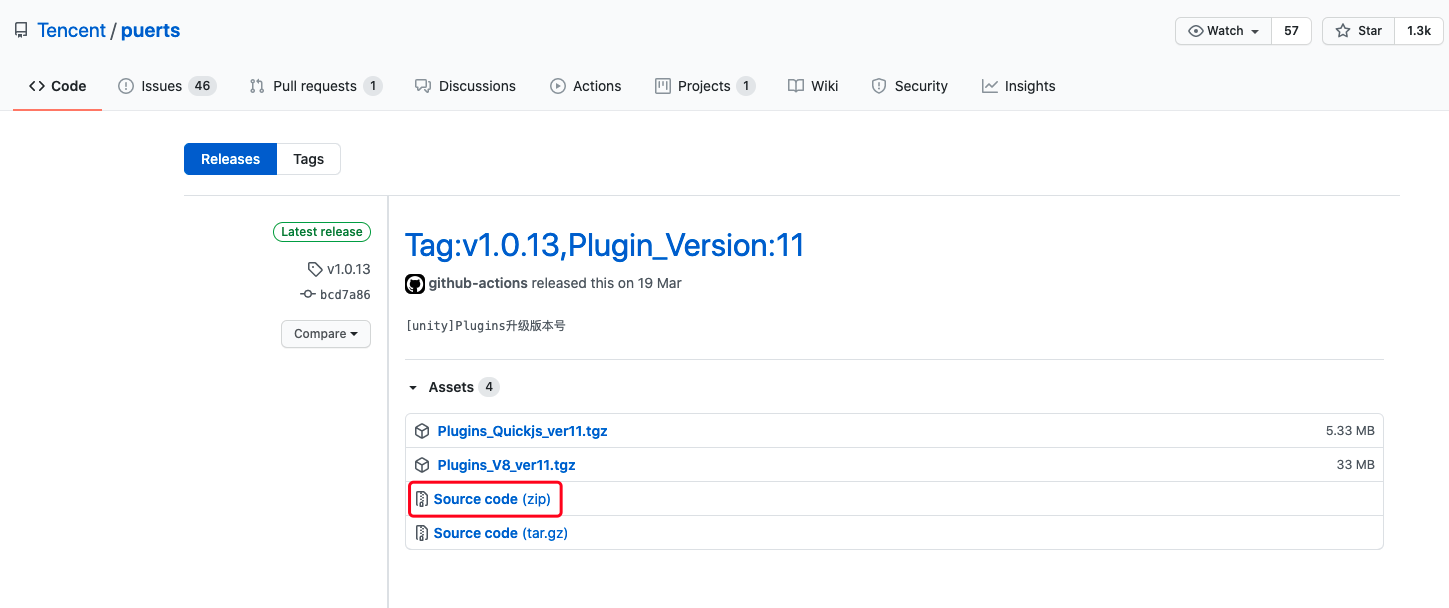 Tencent / puerts
Watch 57 Star 1.3k
Code Issues 46 Pull requests 1 Discussions Actions Projects 1 Wiki Security Insights
Releases Tags
Latest release
v1.0.13
bcd7a86
Compare
Tag:v1.0.13,Plugin_Version:11
github-actions released this on 19 Mar
[unity]Plugins升级版本号
Assets 4
Plugins_Quickjs_ver11.tgz 5.33 MB
Plugins_V8_ver11.tgz 33 MB
Source code (zip)
Source code (tar.gz)